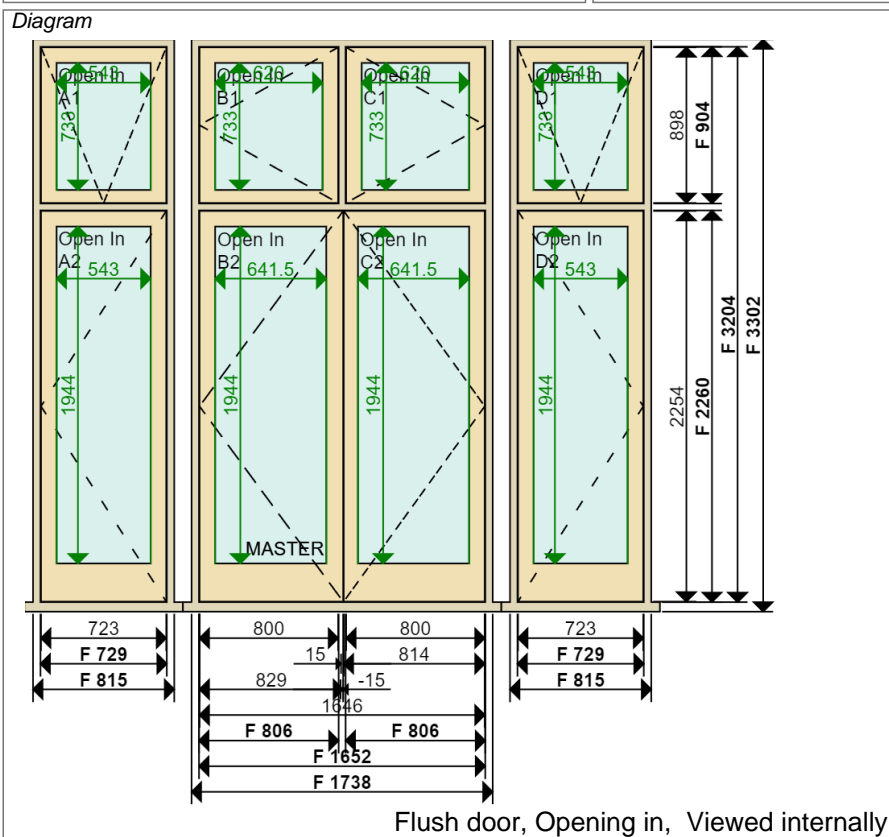 Diagram
Open In 543
A1
733
Open In 620
B1
733
Open In 620
C1
733
Open In 543
D1
733
898
F 904
Open In
A2 543
1944
Open In
B2 641.5
1944
MASTER
Open In
C2 641.5
1944
Open In
D2 543
1944
2254
F 2260
F 3204
F 3302
723 800 800 723
F 729 15 814 F 729
F 815 829 -15 F 815
1646
F 806 F 806
F 1652
F 1738
Flush door, Opening in, Viewed internally